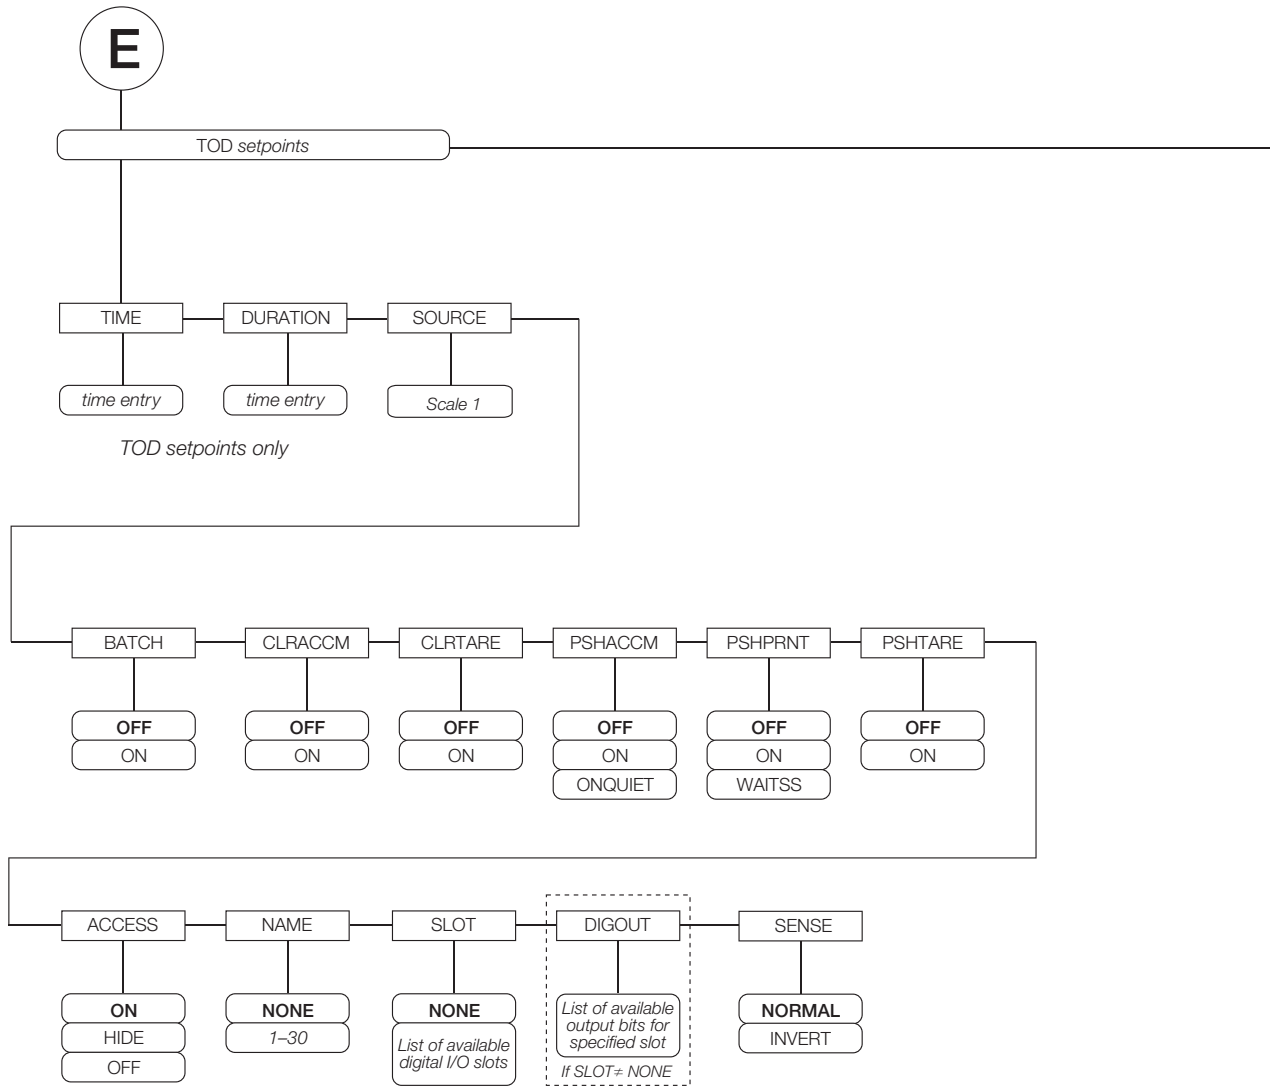 E
TOD setpoints
TIME DURATION SOURCE
time entry time entry Scale 1
TOD setpoints only
BATCH CLRACCM CLRTARE PSHACCM PSHPRNT PSHTARE
OFF OFF OFF OFF OFF OFF
ON ON ON ON ON ON
ONQUIET WAITSS
ACCESS NAME SLOT DIGOUT SENSE
ON
HIDE
OFF
NONE
1–30
NONE
List of available
digital I/O slots
List of available
output bits for
specified slot
If SLOT≠ NONE
NORMAL
INVERT